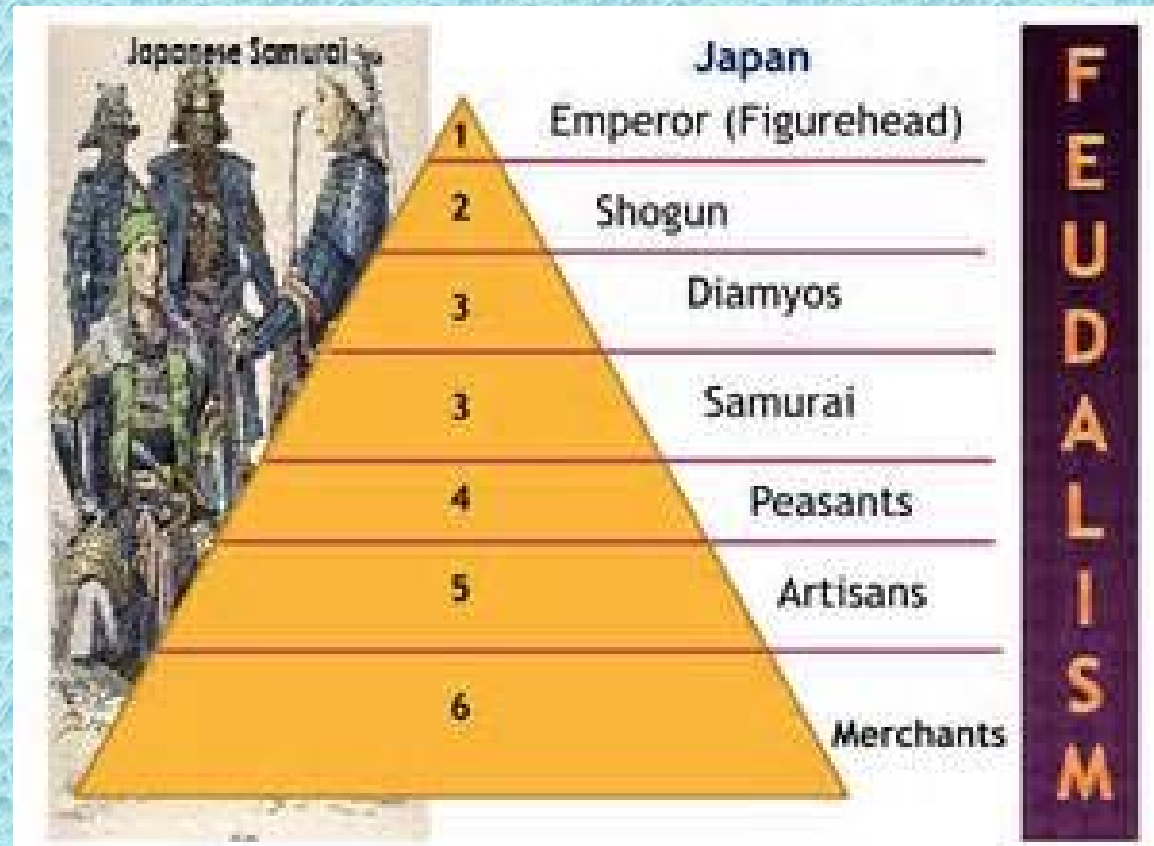 Japanese Samurai
Japan
1 Emperor (Figurehead)
2 Shogun
3 Diamyos
3 Samurai
4 Peasants
5 Artisans
6 Merchants
FEUDALISM